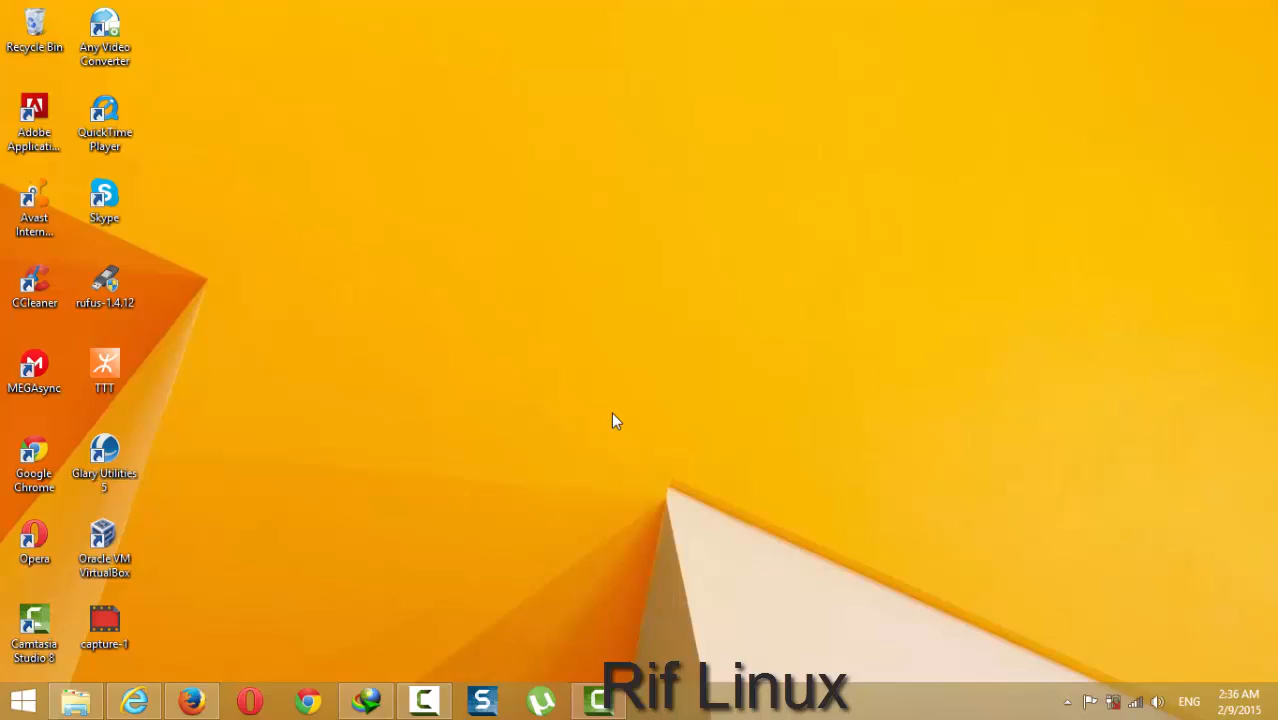 Recycle Bin
Any Video
Converter
Adobe
Applicati...
QuickTime
Player
Avast
Intern...
Skype
CCleaner
rufus-1.4.12
MEGAsync
TTT
Google
Chrome
Glary Utilities
5
Opera
Oracle VM
VirtualBox
Camtasia
Studio 8
capture-1
Rif Linux
ENG
2:36 AM
2/9/2015